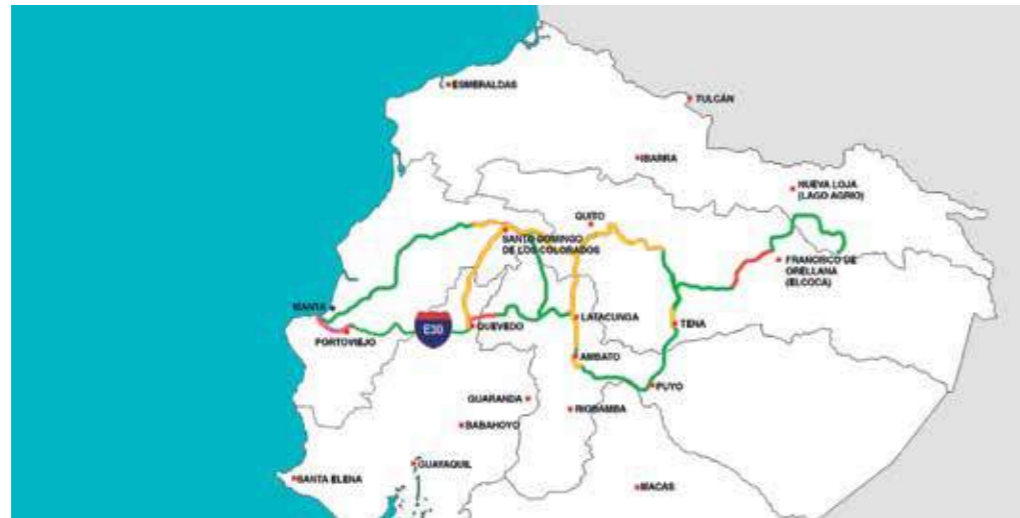 ESMERALDAS
TULCÁN
IBARRA
NUEVA LOJA
(LAGO AGRIO)
QUITO
SANTO DOMINGO
DE LOS COLORADOS
FRANCISCO DE
ORELLANA
(ELCOCA)
MANTA
E30
QUEVEDO
LATACUNGA
TENA
PORTOVIEJO
AMBATO
PUYO
GUARANDA
RIOBAMBA
BABAHOYO
GUAYAQUIL
SANTA ELENA
MACAS